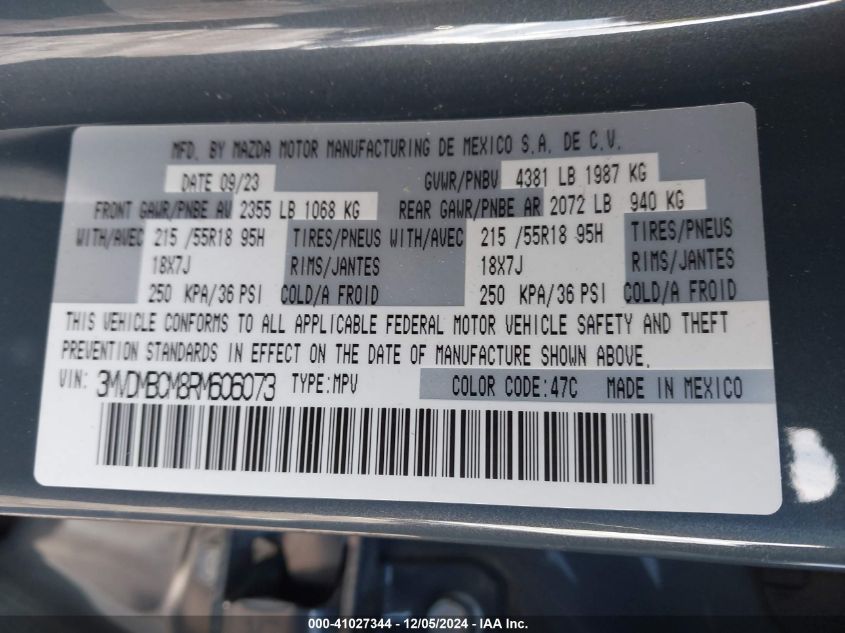 MFD. BY MAZDA MOTOR MANUFACTURING DE MEXICO S.A. DE C.V.
DATE 09/23 GVWR/PNBV 4381 LB 1987 KG
FRONT GAWR/PNBE AV 2355 LB 1068 KG REAR GAWR/PNBE AR 2072 LB 940 KG
WITH/AVEC 215 /55R18 95H TIRES/PNEUS WITH/AVEC 215 /55R18 95H TIRES/PNEUS
18X7J RIMS/JANTES 18X7J RIMS/JANTES
250 KPA/36 PSI COLD/A FROID 250 KPA/36 PSI COLD/A FROID
THIS VEHICLE CONFORMS TO ALL APPLICABLE FEDERAL MOTOR VEHICLE SAFETY AND THEFT
PREVENTION STANDARDS IN EFFECT ON THE DATE OF MANUFACTURE SHOWN ABOVE.
VIN: 3MVDMBCM8RM606073 TYPE:MPV COLOR CODE:47C MADE IN MEXICO
000-41027344 - 12/05/2024 - IAA Inc.